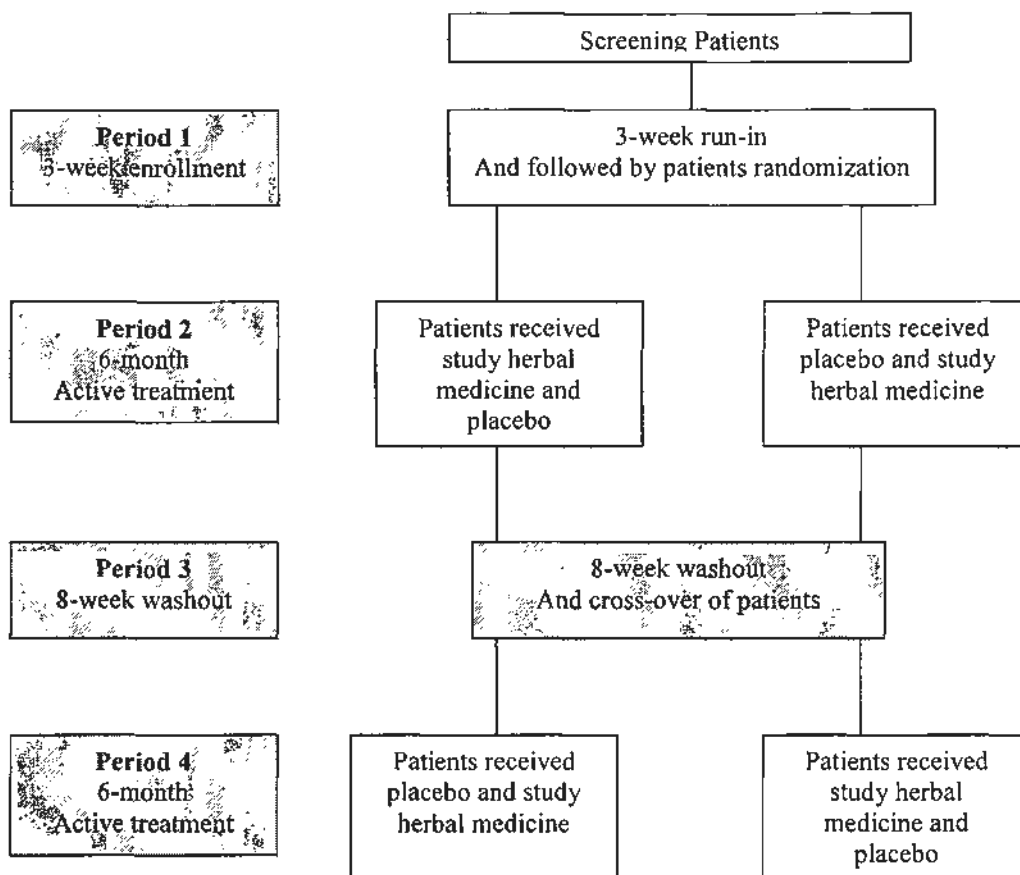 Screening Patients
Period 1
3-week enrollment
3-week run-in
And followed by patients randomization
Period 2
6-month
Active treatment
Patients received
study herbal
medicine and
placebo
Patients received
placebo and study
herbal medicine
Period 3
8-week washout
8-week washout
And cross-over of patients
Period 4
6-month
Active treatment
Patients received
placebo and study
herbal medicine
Patients received
study herbal
medicine and
placebo